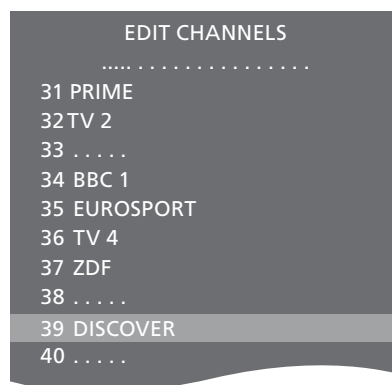 EDIT CHANNELS
..... . . . . . . . . . . . . . . .
31 PRIME
32 TV 2
33 . . . . .
34 BBC 1
35 EUROSPORT
36 TV 4
37 ZDF
38 . . . . .
39 DISCOVER
40 . . . . .